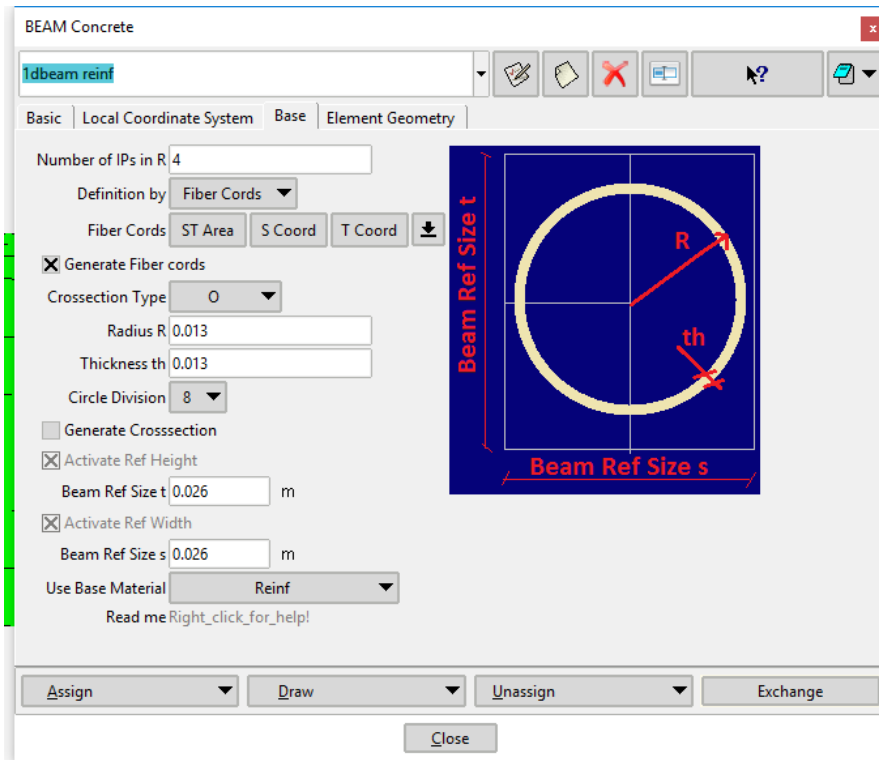 BEAM Concrete
x
1dbeam reinf
?
Basic Local Coordinate System Base Element Geometry
Number of IPs in R 4
Definition by Fiber Cords
Fiber Cords ST Area S Coord T Coord
Generate Fiber cords
Crossection Type O
Radius R 0.013
Thickness th 0.013
Circle Division 8
Generate Crosssection
Activate Ref Height
Beam Ref Size t 0.026 m
Activate Ref Width
Beam Ref Size s 0.026 m
Use Base Material Reinf
Read me Right_click_for_help!
Beam Ref Size t
R
th
Beam Ref Size s
Assign Draw Unassign Exchange
Close